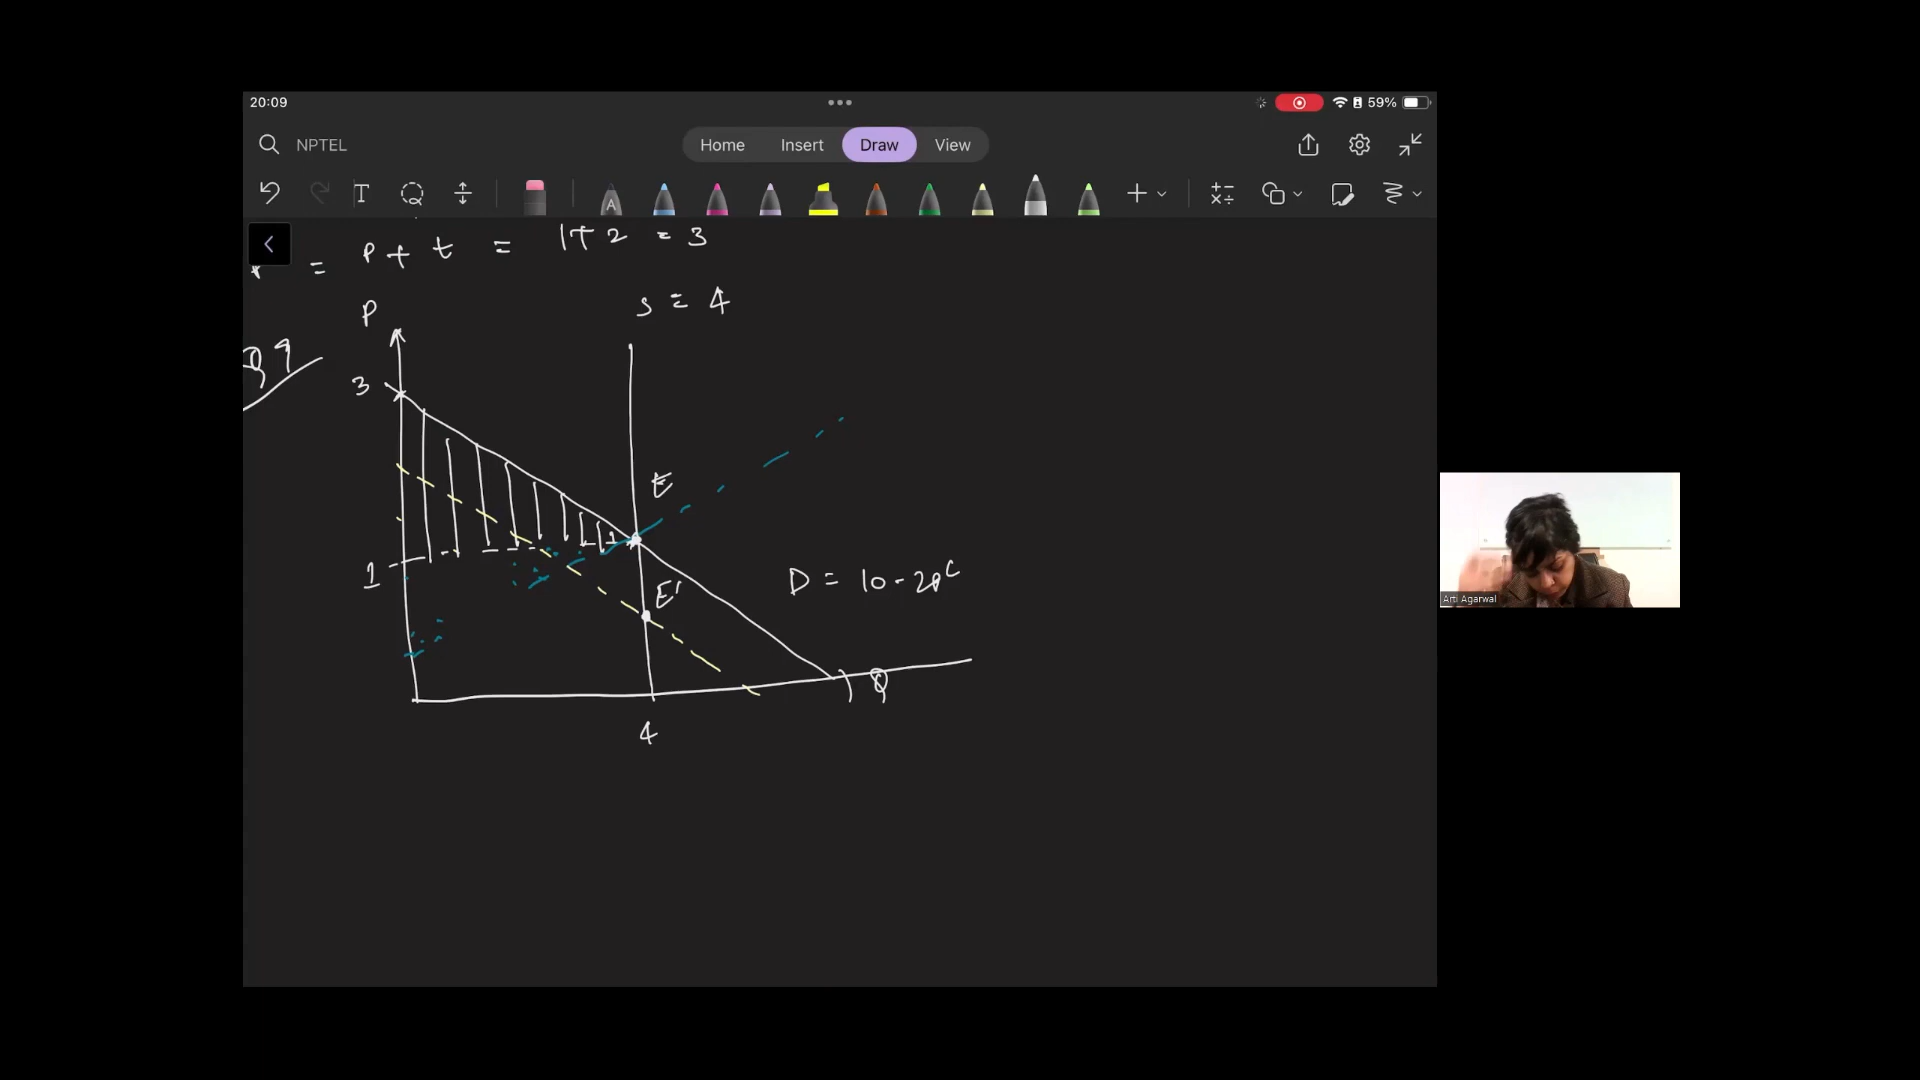 20:09
59%
NPTEL
Home Insert Draw View
A
= P + t = 1+2 = 3
P
S = 4
Q9
3
E
1
E'
D = 10 - 2p^c
Q
4
Arti Agarwal